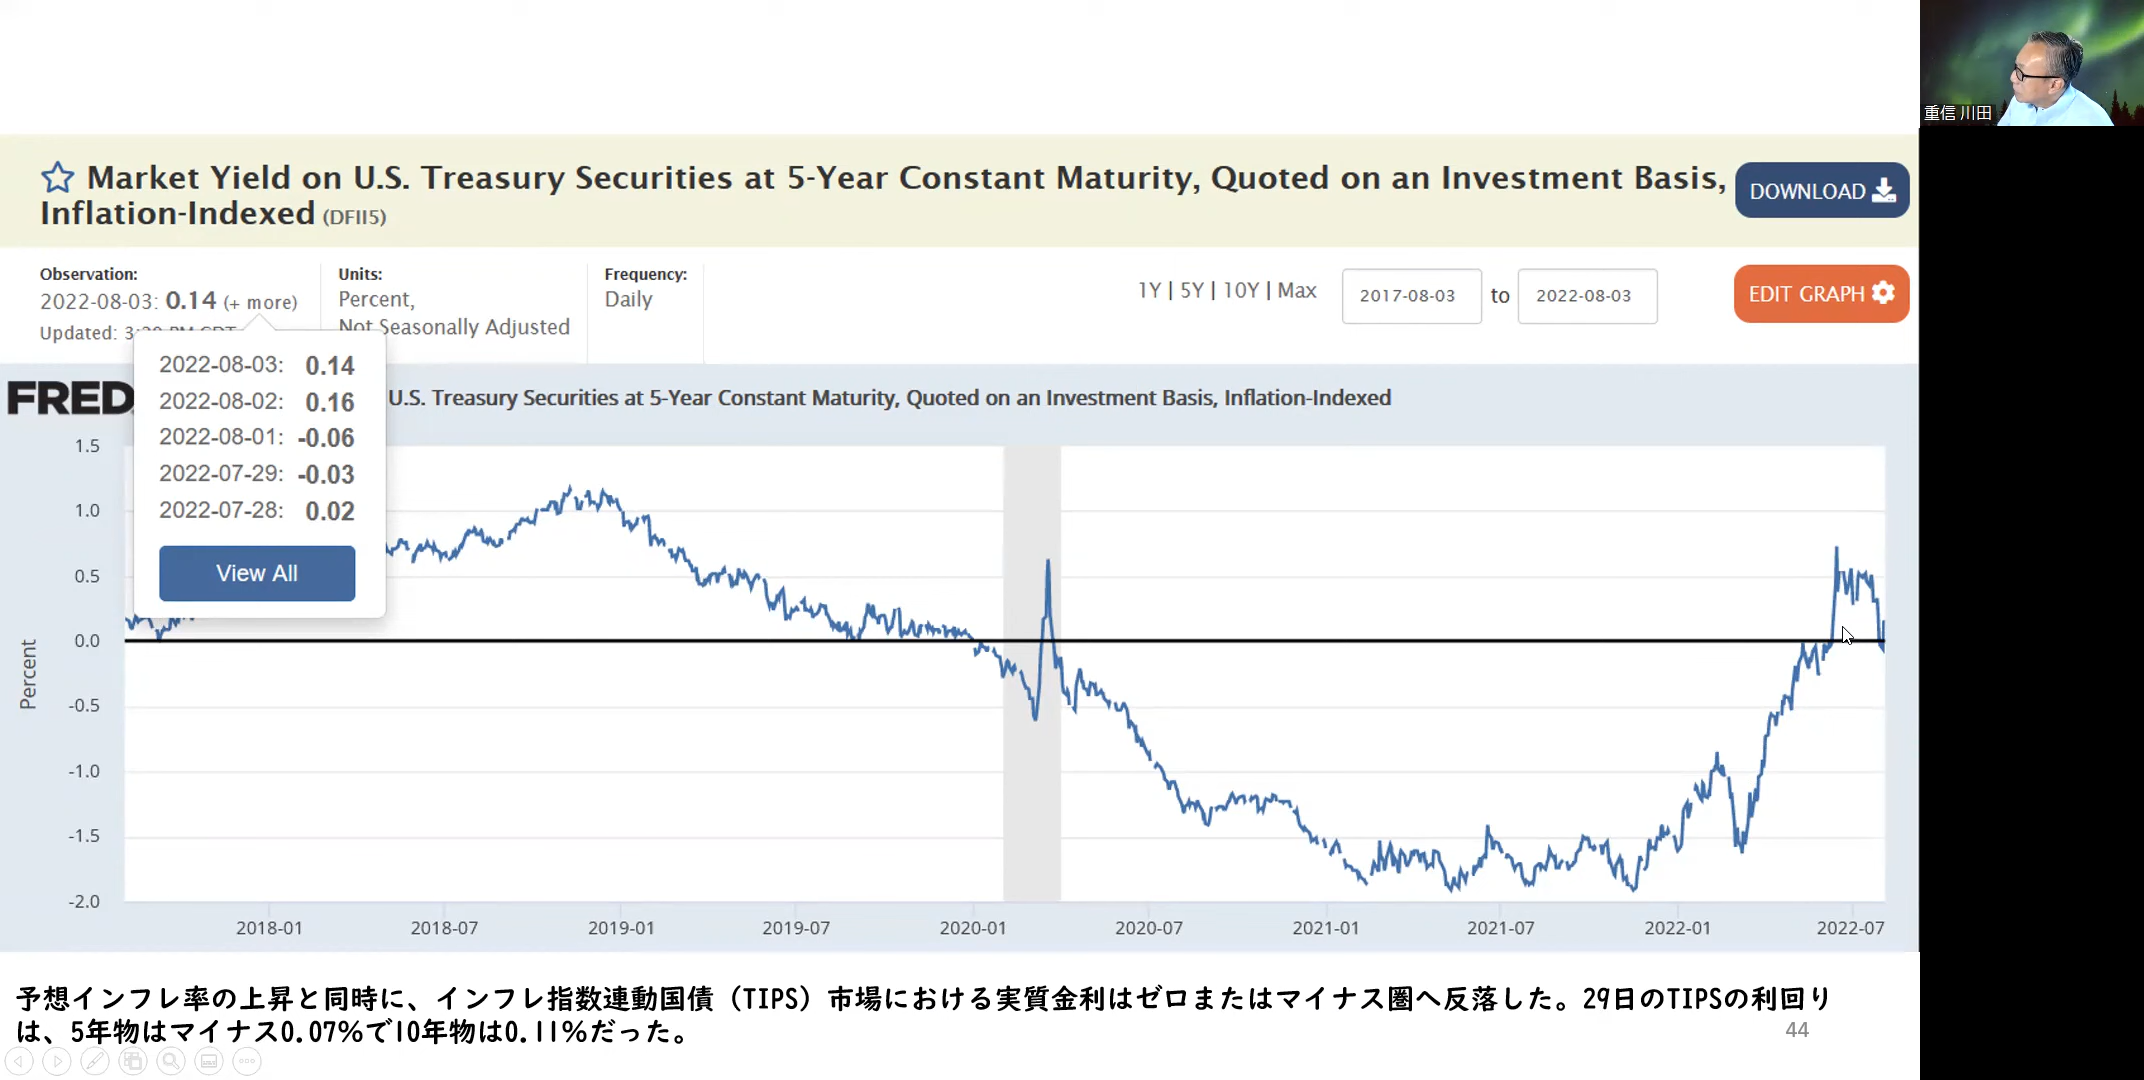 重信 川田
Market Yield on U.S. Treasury Securities at 5-Year Constant Maturity, Quoted on an Investment Basis,
Inflation-Indexed (DFII5)
DOWNLOAD
Observation:
2022-08-03: 0.14 (+ more)
Updated:
Units:
Percent,
Not Seasonally Adjusted
Frequency:
Daily
1Y | 5Y | 10Y | Max
2017-08-03 to 2022-08-03
EDIT GRAPH
2022-08-03: 0.14
2022-08-02: 0.16
2022-08-01: -0.06
2022-07-29: -0.03
2022-07-28: 0.02
View All
FRED
U.S. Treasury Securities at 5-Year Constant Maturity, Quoted on an Investment Basis, Inflation-Indexed
Percent
1.5
1.0
0.5
0.0
-0.5
-1.0
-1.5
-2.0
2018-01 2018-07 2019-01 2019-07 2020-01 2020-07 2021-01 2021-07 2022-01 2022-07
予想インフレ率の上昇と同時に、インフレ指数連動国債（TIPS）市場における実質金利はゼロまたはマイナス圏へ反落した。29日のTIPSの利回り
は、5年物はマイナス0.07%で10年物は0.11%だった。
44